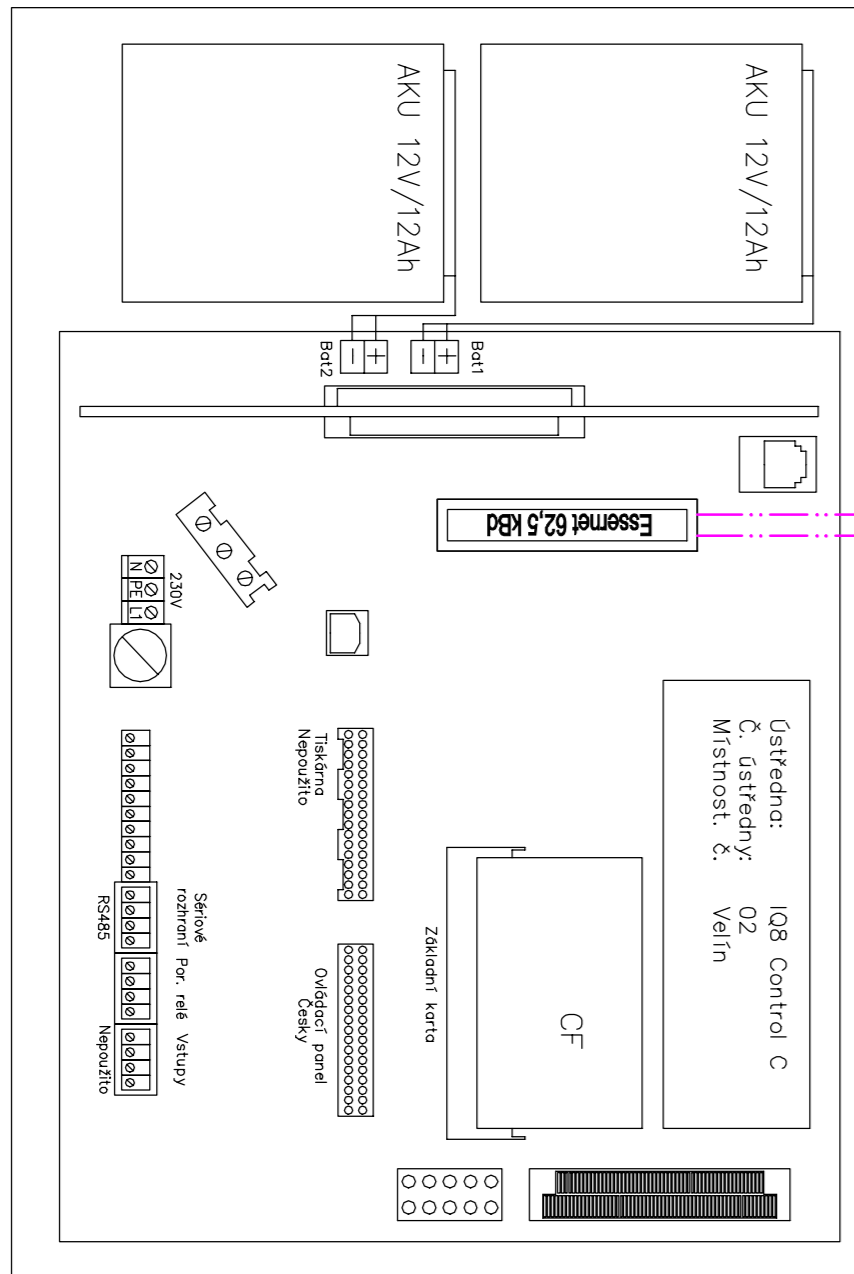 AKU 12V/12Ah
AKU 12V/12Ah
Bat2
- +
- +
Bat1
Essernet 62,5 kBd
230V
N
PE
L1
Ústředna: IQ8 Control C
Č. ústředny: 02
Místnost. č. Velín
Tiskárna
Nepoužito
Základní karta
CF
Ovládací panel
Česky
Sériové
rozhraní Por. relé Vstupy
RS485
Nepoužito